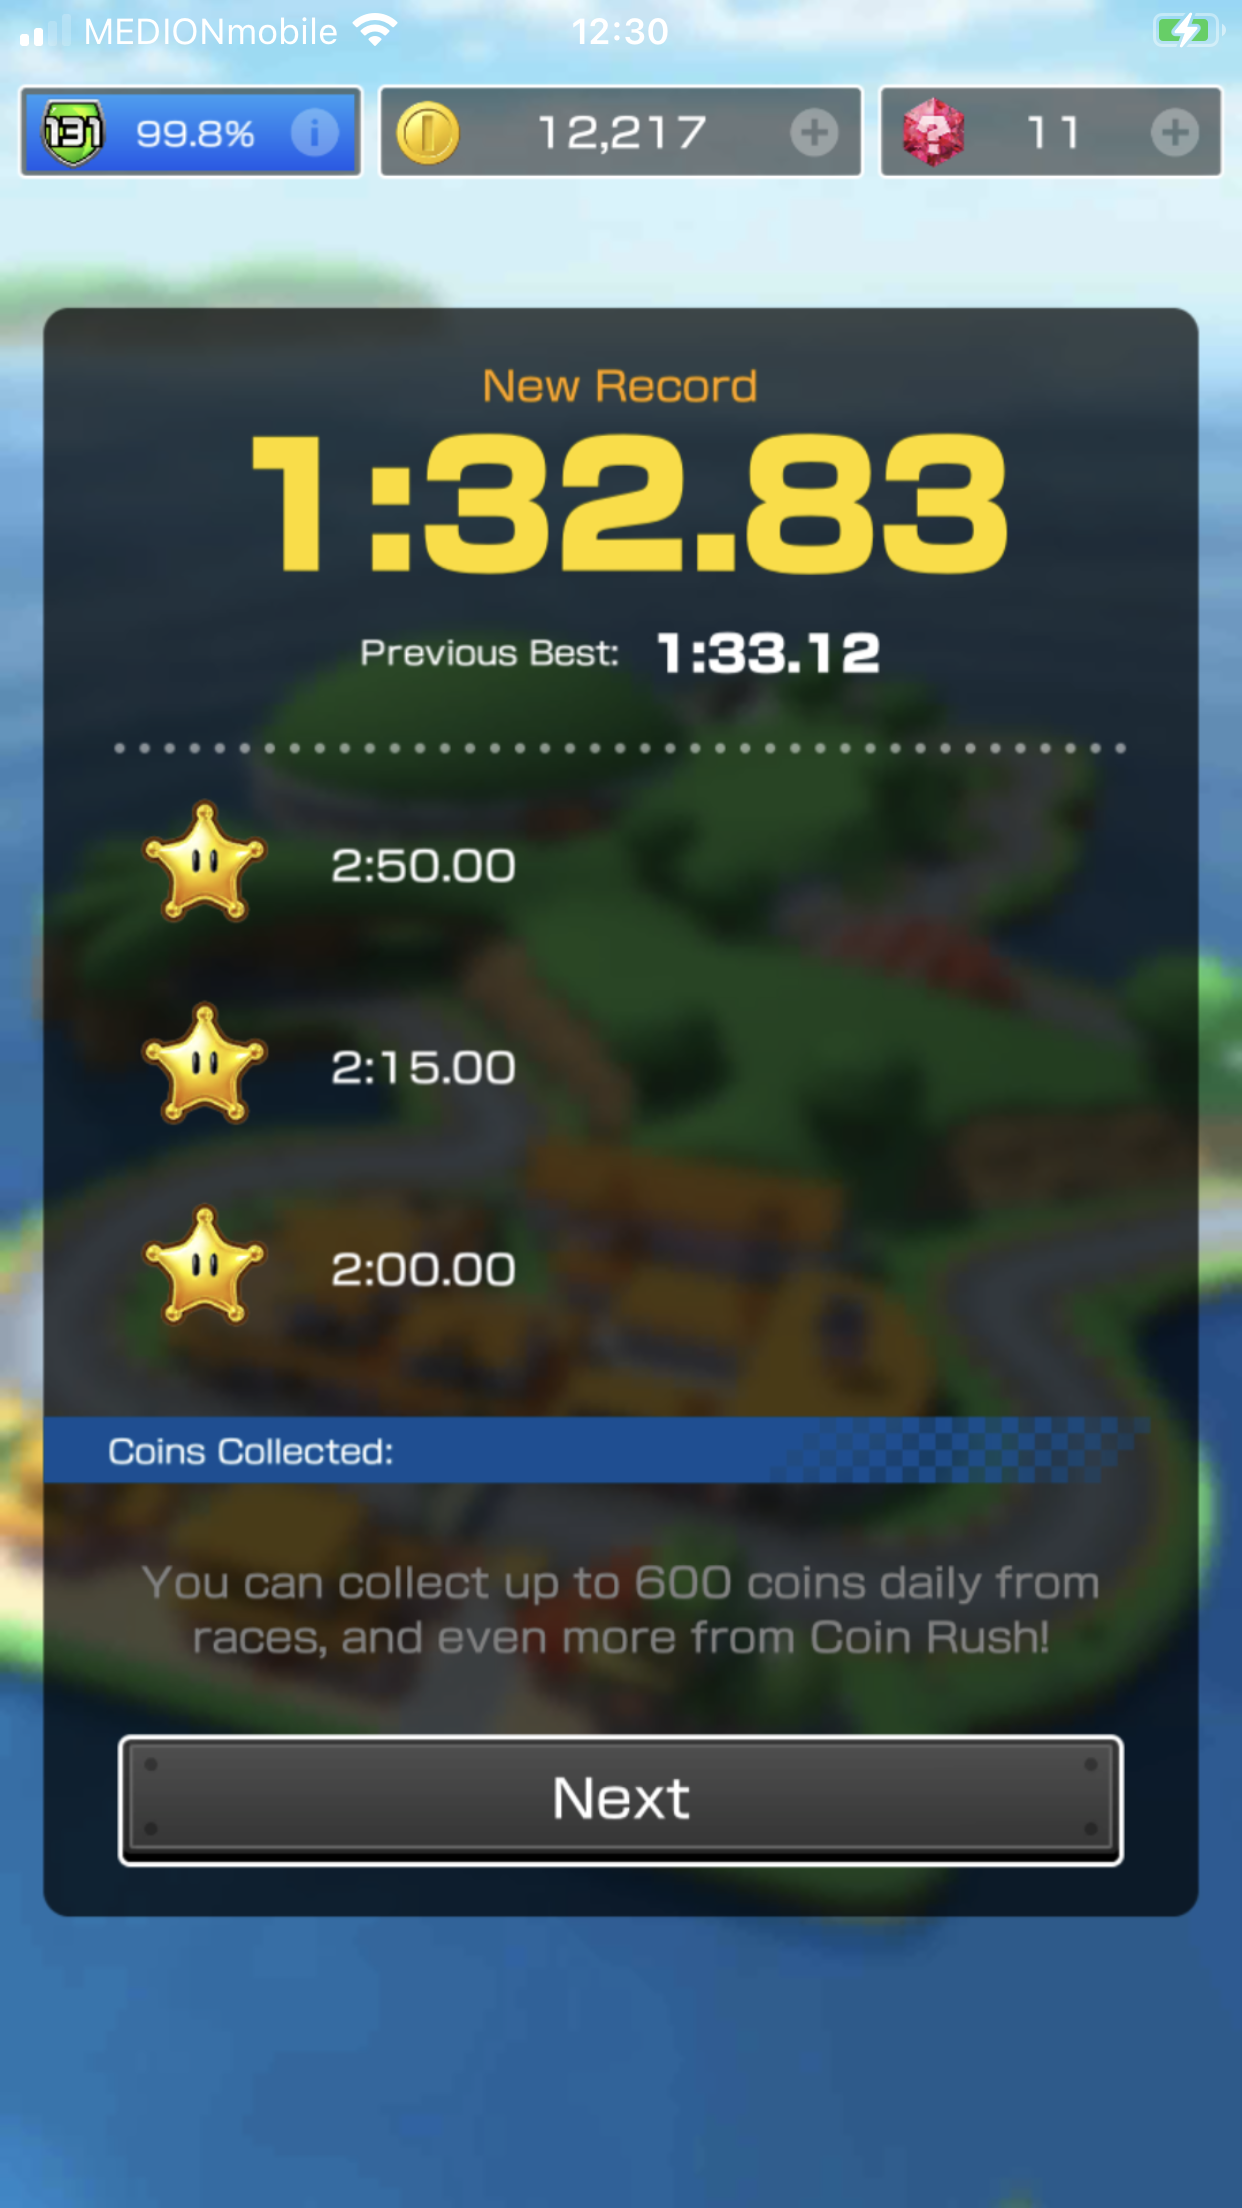 MEDIONmobile 12:30
131 99.8% i 12,217 + ? 11 +
New Record
1:32.83
Previous Best: 1:33.12
2:50.00
2:15.00
2:00.00
Coins Collected:
You can collect up to 600 coins daily from
races, and even more from Coin Rush!
Next